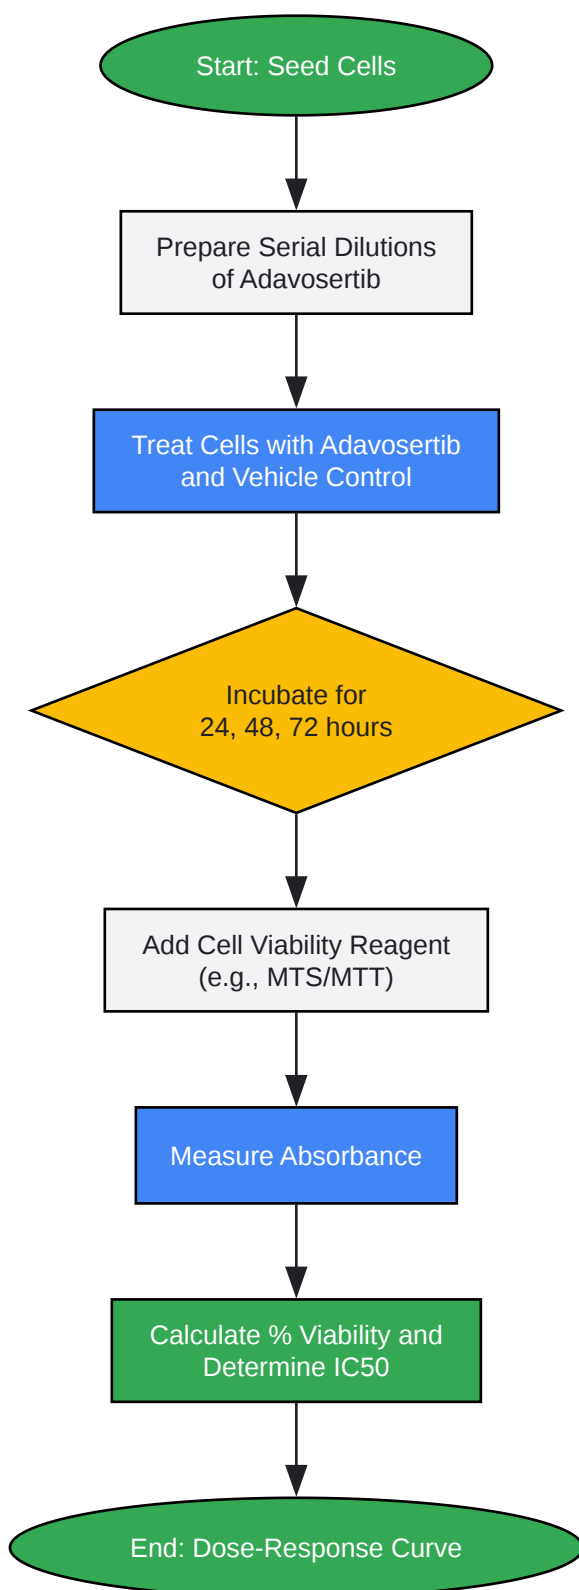 Start: Seed Cells
Prepare Serial Dilutions
of Adavosertib
Treat Cells with Adavosertib
and Vehicle Control
Incubate for
24, 48, 72 hours
Add Cell Viability Reagent
(e.g., MTS/MTT)
Measure Absorbance
Calculate % Viability and
Determine IC50
End: Dose-Response Curve